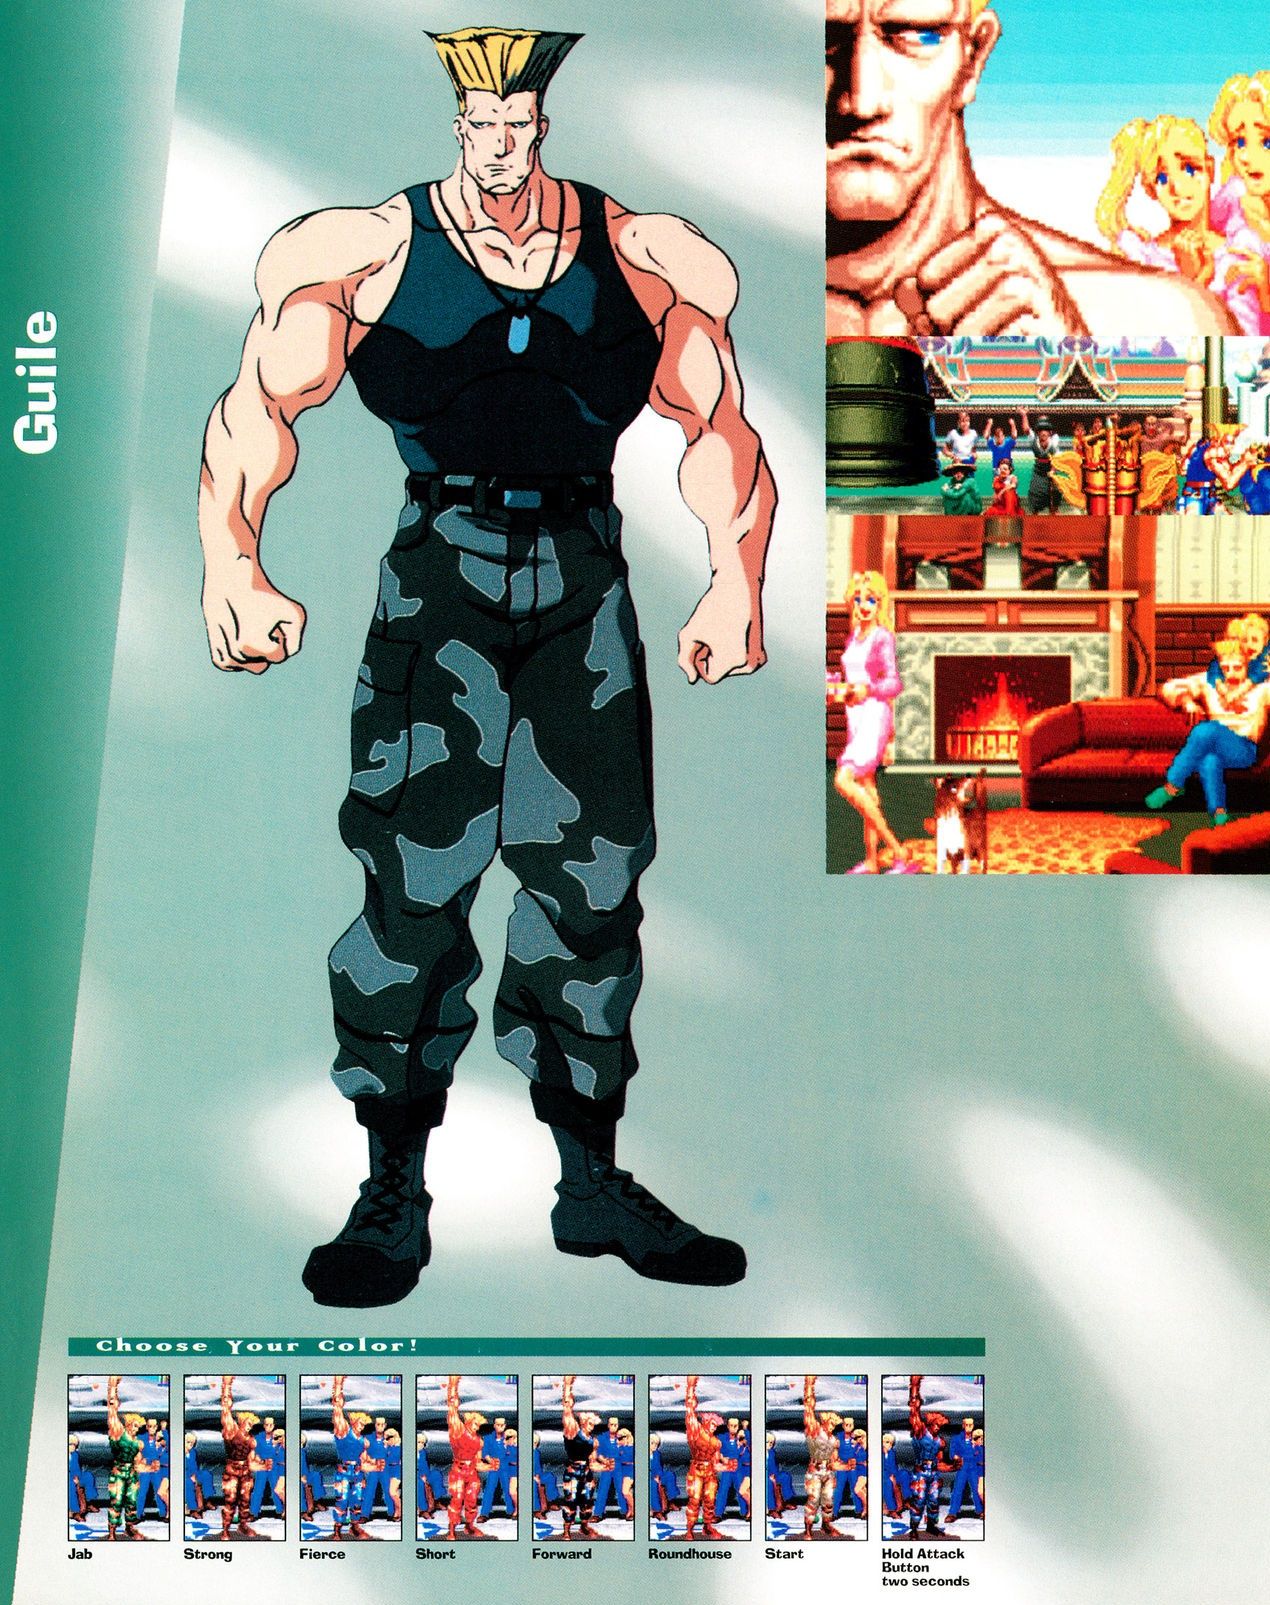 Guile
Choose Your Color!
Jab
Strong
Fierce
Short
Forward
Roundhouse
Start
Hold Attack
Button
two seconds